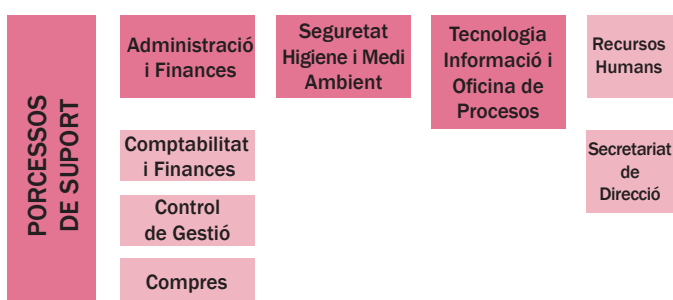 PORCESSOS
DE SUPORT
Administració
i Finances
Seguretat
Higiene i Medi
Ambient
Tecnologia
Informació i
Oficina de
Procesos
Recursos
Humans
Comptabilitat
i Finances
Secretariat
de
Direcció
Control
de Gestió
Compres